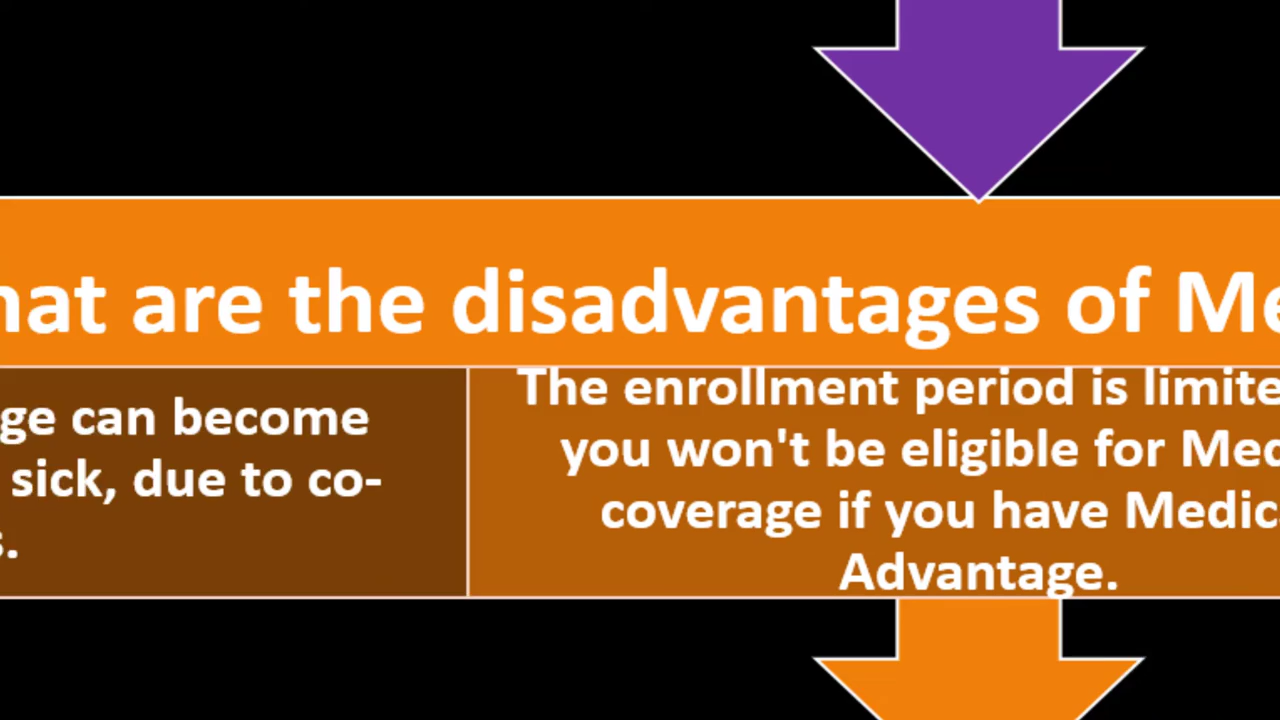 hat are the disadvantages of Me
ge can become
sick, due to co-
s.
The enrollment period is limite
you won't be eligible for Med
coverage if you have Medic
Advantage.